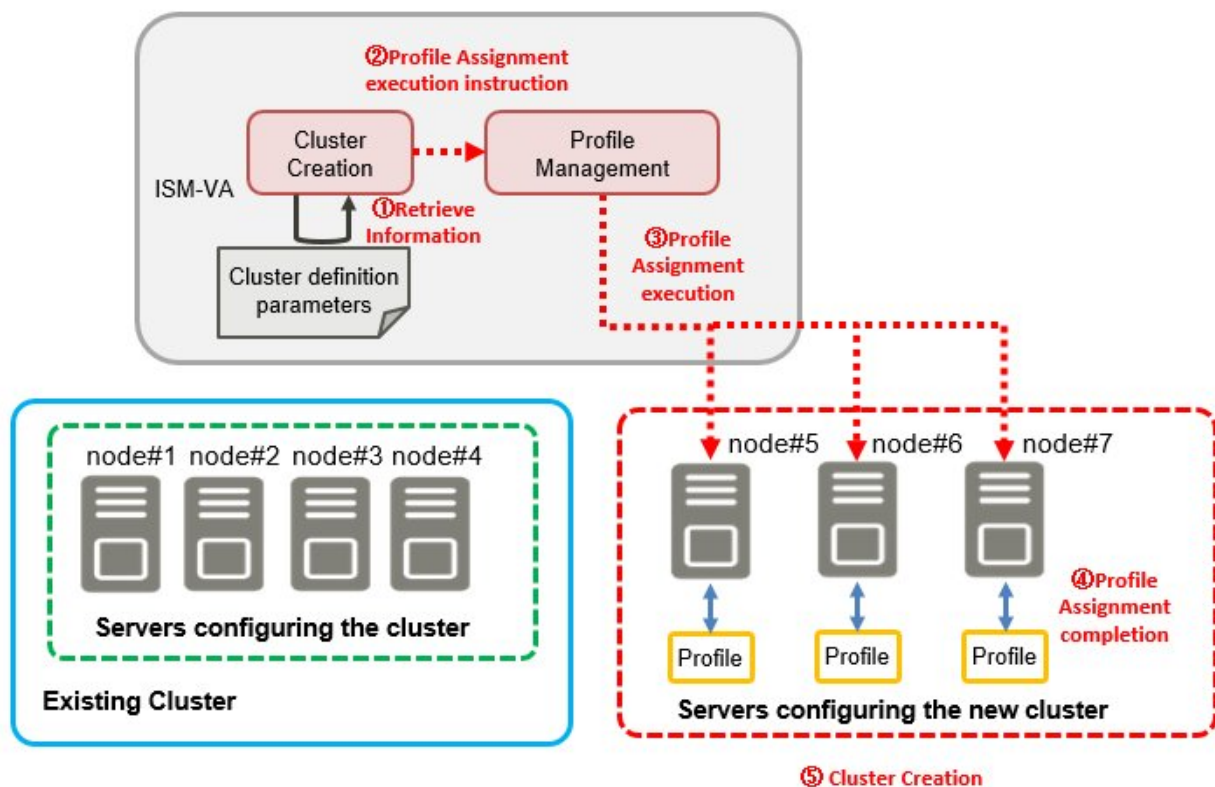 ②Profile Assignment
execution instruction
Cluster
Creation
Profile
Management
ISM-VA
①Retrieve
Information
③Profile
Assignment
execution
Cluster definition
parameters
node#1 node#2 node#3 node#4
Servers configuring the cluster
Existing Cluster
node#5 node#6 node#7
④Profile
Assignment
completion
Profile Profile Profile
Servers configuring the new cluster
⑤ Cluster Creation